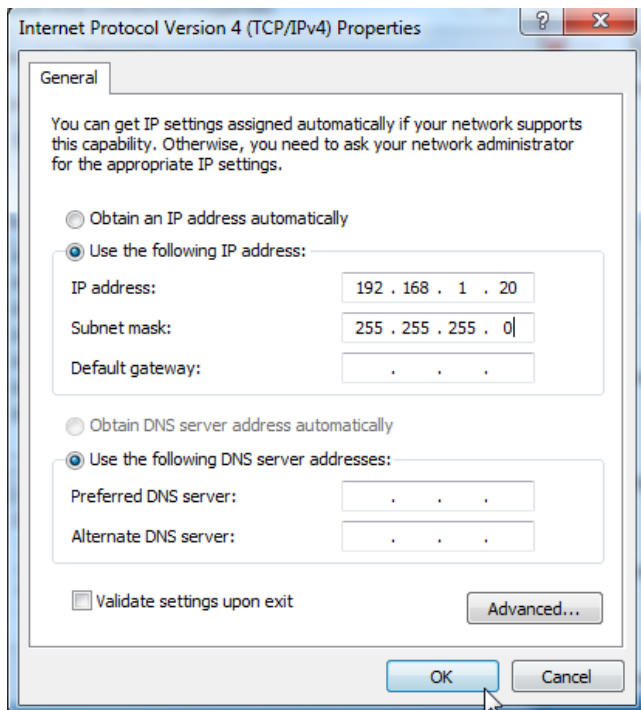 Internet Protocol Version 4 (TCP/IPv4) Properties
? X
General
You can get IP settings assigned automatically if your network supports
this capability. Otherwise, you need to ask your network administrator
for the appropriate IP settings.
Obtain an IP address automatically
Use the following IP address:
IP address: 192 . 168 . 1 . 20
Subnet mask: 255 . 255 . 255 . 0
Default gateway: . . .
Obtain DNS server address automatically
Use the following DNS server addresses:
Preferred DNS server: . . .
Alternate DNS server: . . .
Validate settings upon exit
Advanced...
OK Cancel